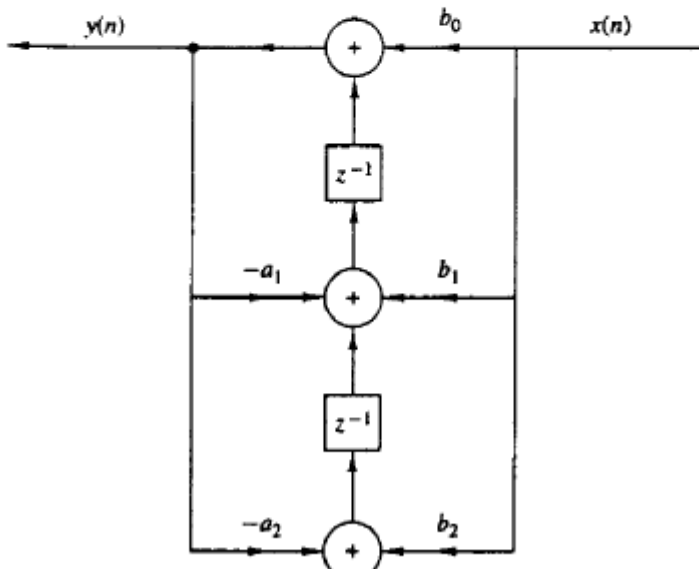 y(n) b₀ x(n)
+
z⁻¹
-a₁ b₁
+
z⁻¹
-a₂ b₂
+